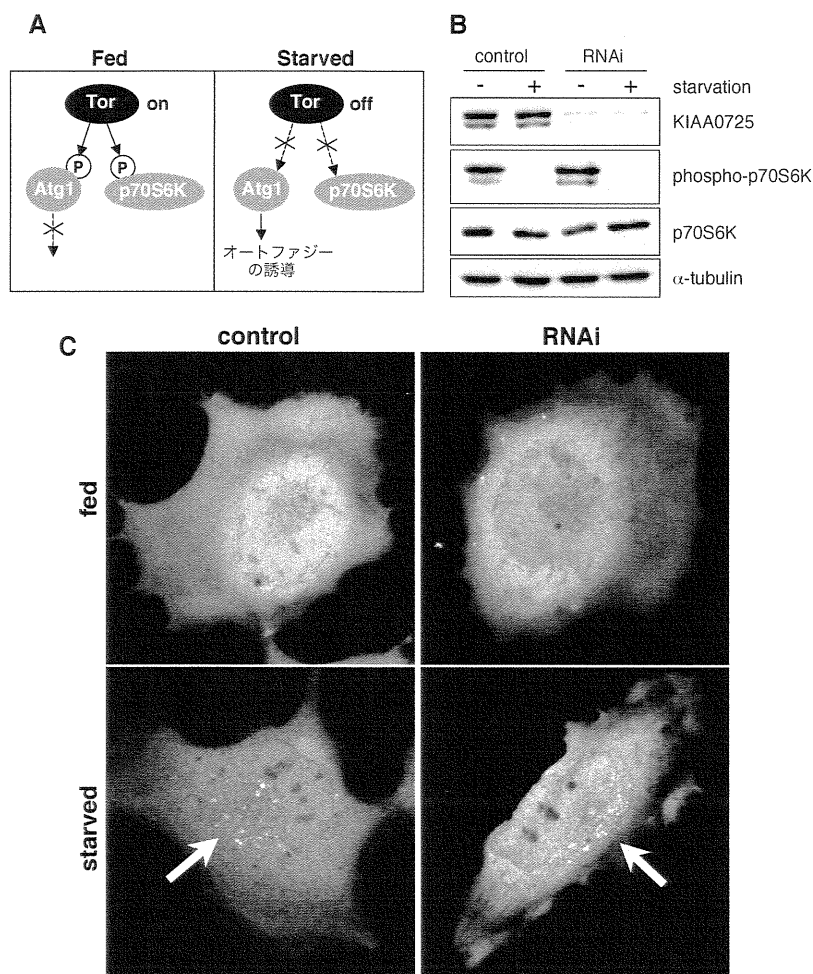 A
Fed
Starved
Tor on
Tor off
P
P
Atg1
p70S6K
Atg1
p70S6K
オートファジー
の誘導
B
control RNAi
- + - + starvation
KIAA0725
phospho-p70S6K
p70S6K
α-tubulin
C
control
RNAi
fed
starved